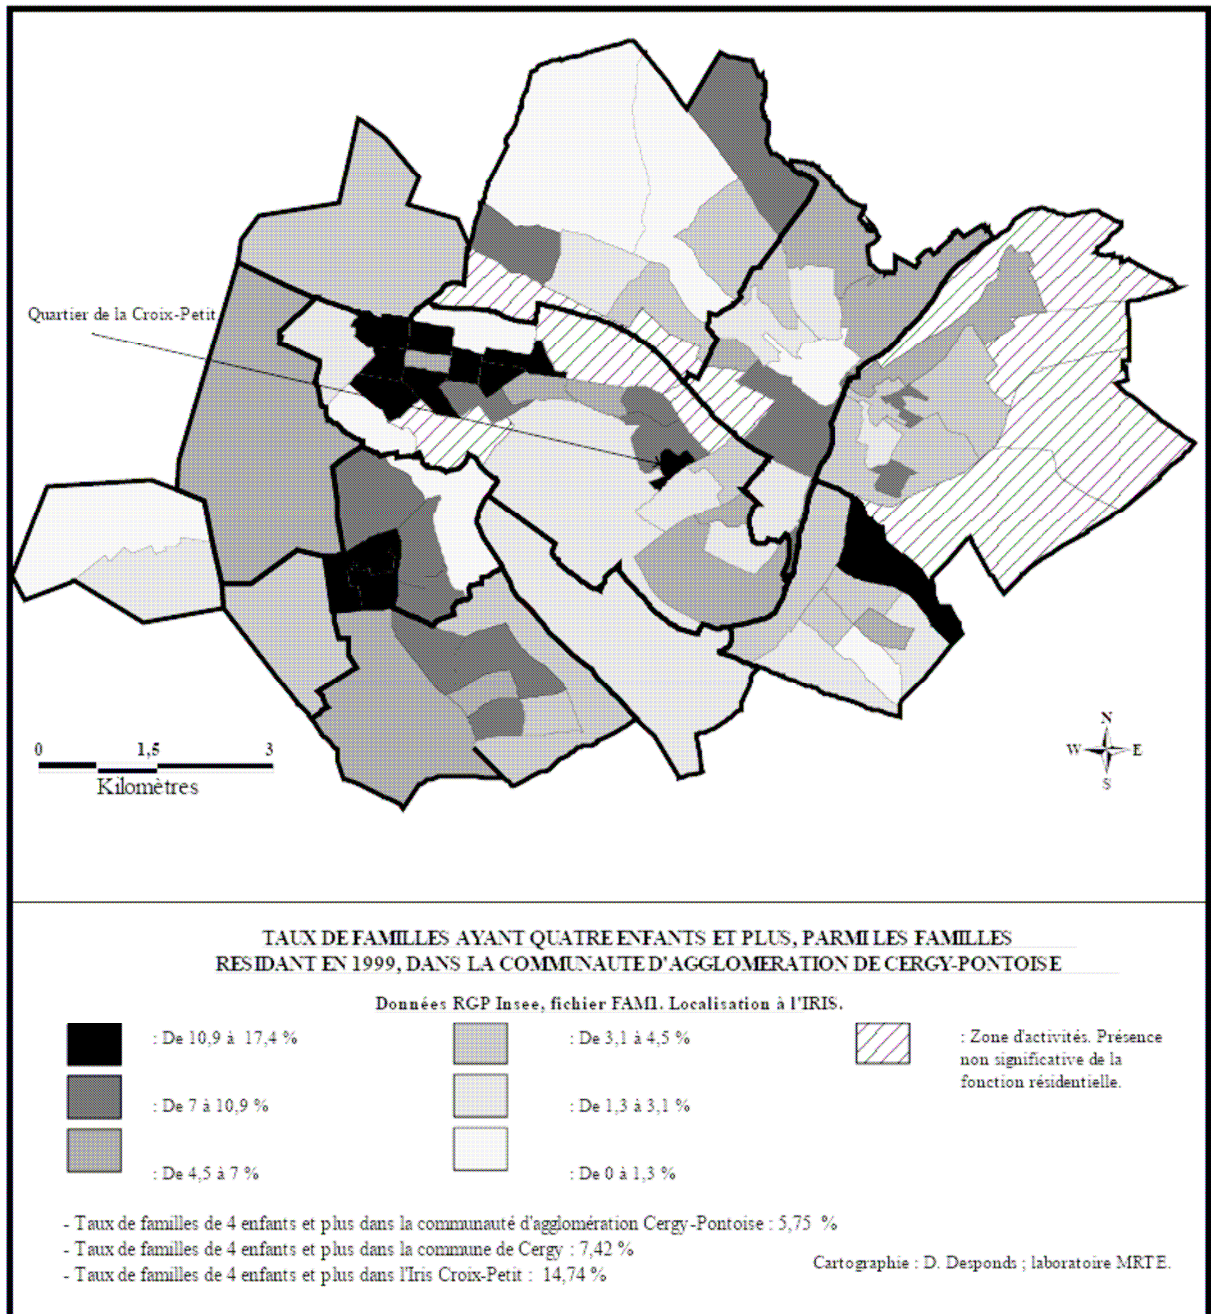 Quartier de la Croix-Petit
0 1,5 3
Kilomètres
N
W E
S
TAUX DE FAMILLES AYANT QUATRE ENFANTS ET PLUS, PARMI LES FAMILLES
RESIDANT EN 1999, DANS LA COMMUNAUTE D'AGGLOMERATION DE CERGY-PONTOISE
Données RGP Insee, fichier FAMI. Localisation à l'IRIS.
: De 10,9 à 17,4 %
: De 7 à 10,9 %
: De 4,5 à 7 %
: De 3,1 à 4,5 %
: De 1,3 à 3,1 %
: De 0 à 1,3 %
: Zone d'activités. Présence
non significative de la
fonction résidentielle.
- Taux de familles de 4 enfants et plus dans la communauté d'agglomération Cergy-Pontoise : 5,75 %
- Taux de familles de 4 enfants et plus dans la commune de Cergy : 7,42 %
- Taux de familles de 4 enfants et plus dans l'Iris Croix-Petit : 14,74 %
Cartographie : D. Desponds ; laboratoire MRTE.